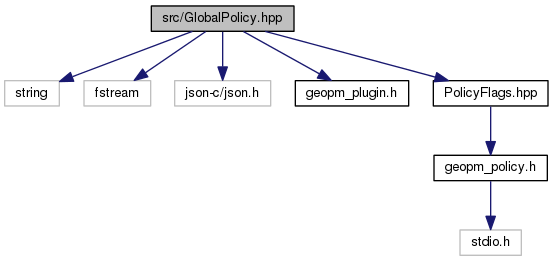 src/GlobalPolicy.hpp
string
fstream
json-c/json.h
geopm_plugin.h
PolicyFlags.hpp
geopm_policy.h
stdio.h